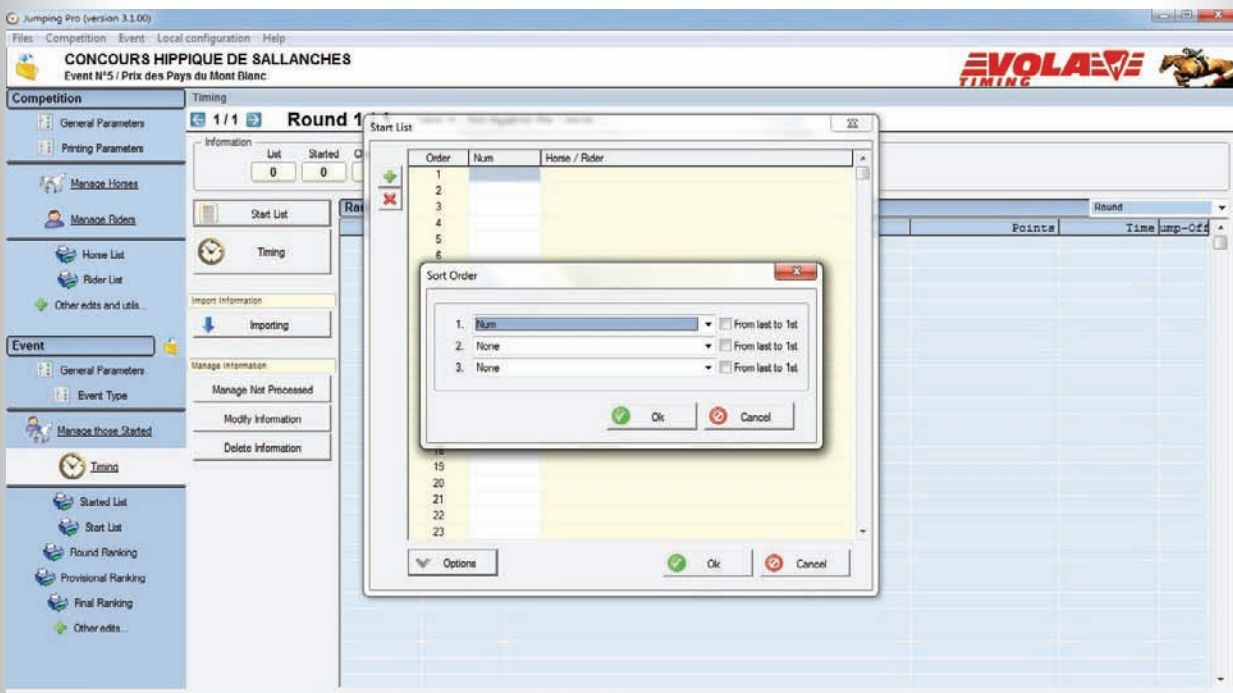 Jumping Pro (version 3.1.00)
Files Competition Event Local configuration Help
CONCOURS HIPPIQUE DE SALLANCHES
Event N°5 / Prix des Pays du Mont Blanc
VOLA
TIMING
Competition
General Parameters
Printing Parameters
Manage Horses
Manage Riders
Horse List
Rider List
Other edits and utils...
Event
General Parameters
Event Type
Manage those Started
Timing
Started List
Start List
Round Ranking
Provisional Ranking
Final Ranking
Other edits...
Timing
1/1 Round 1
Information
List Started
0 0
Start List
Timing
Import Information
Importing
Manage Information
Manage Not Processed
Modify Information
Delete Information
Round
Points Time ump-Off
Start List
Order Num Horse / Rider
1
2
3
4
5
6
Sort Order
1. Num From last to 1st
2. None From last to 1st
3. None From last to 1st
Ok Cancel
18
19
20
21
22
23
Options Ok Cancel